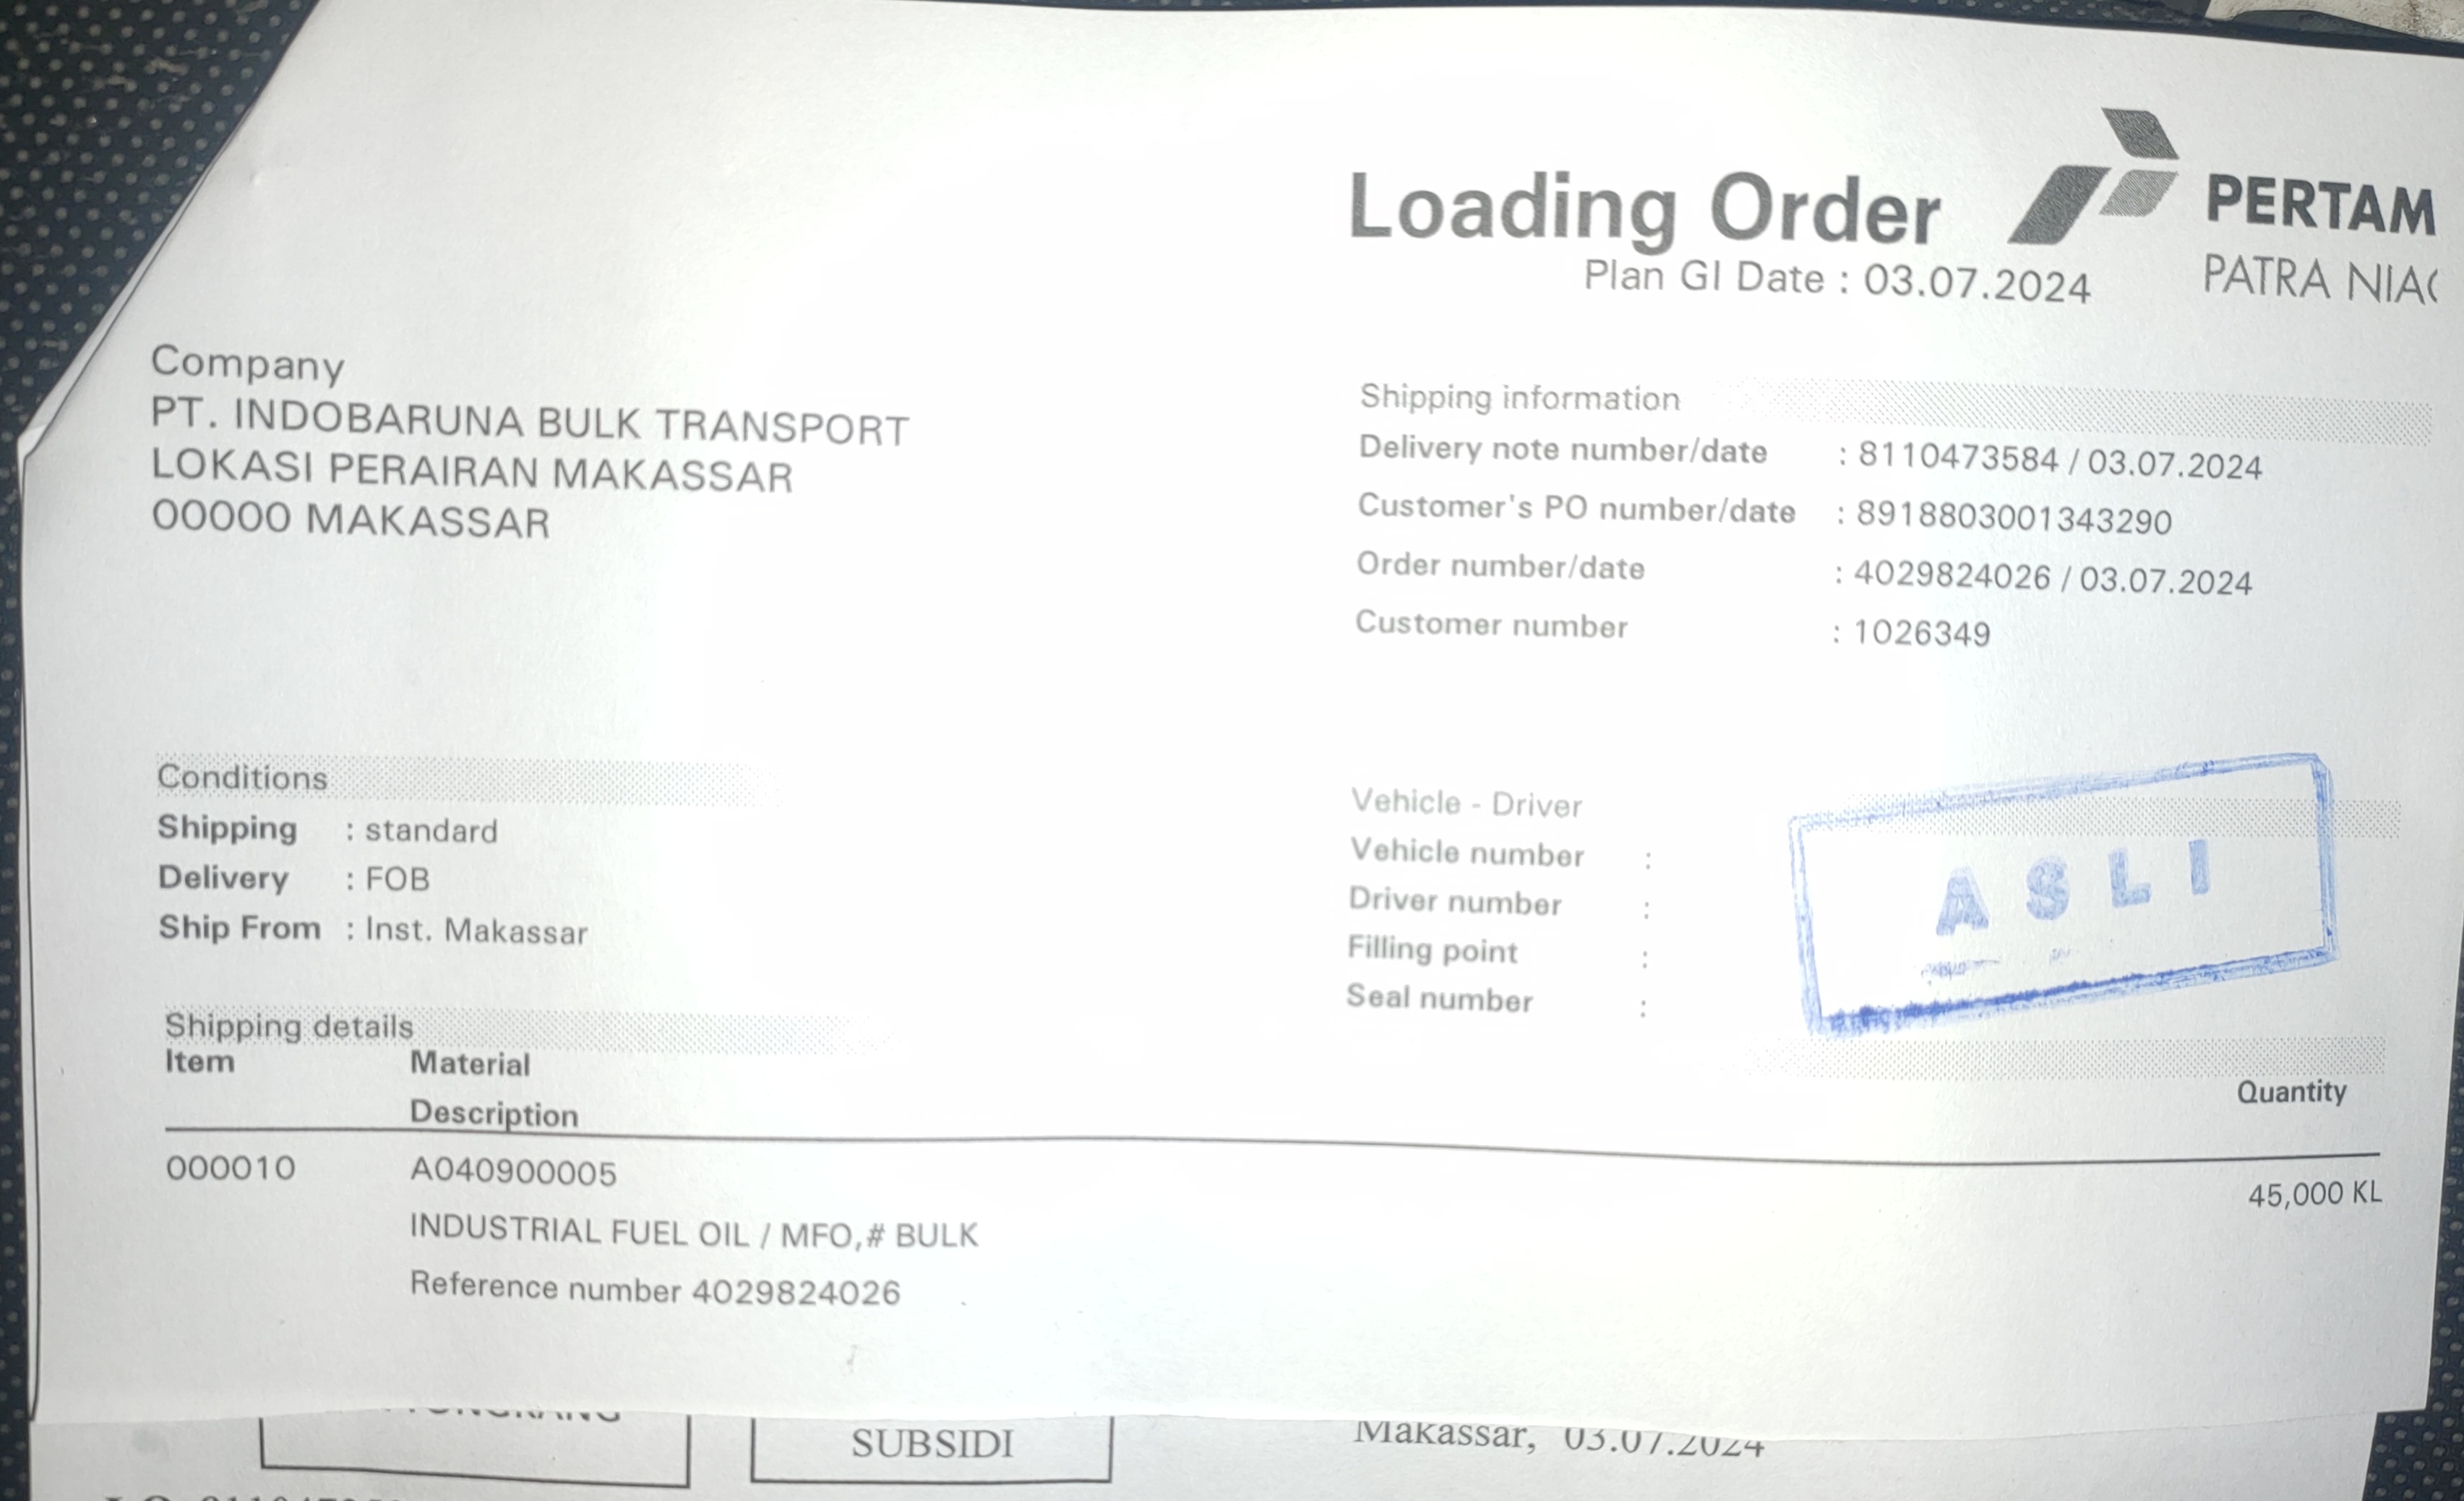 Loading Order
Plan GI Date : 03.07.2024
PERTAM
PATRA
Company
PT. INDOBARUNA BULK TRANSPORT
LOKASI PERAIRAN MAKASSAR
00000 MAKASSAR
Shipping information
Delivery note number/date : 8110473584 / 03.07.2024
Customer's PO number/date : 8918803001343290
Order number/date : 4029824026 / 03.07.2024
Customer number : 1026349
Conditions
Shipping : standard
Delivery : FOB
Ship From : Inst. Makassar
Vehicle - Driver
Vehicle number :
Driver number :
Filling point :
Seal number :
ASLI
Shipping details
Item Material Quantity
Description
000010 A040900005 45,000 KL
INDUSTRIAL FUEL OIL / MFO,# BULK
Reference number 4029824026
SUBSIDI
Makassar, 03.07.2024